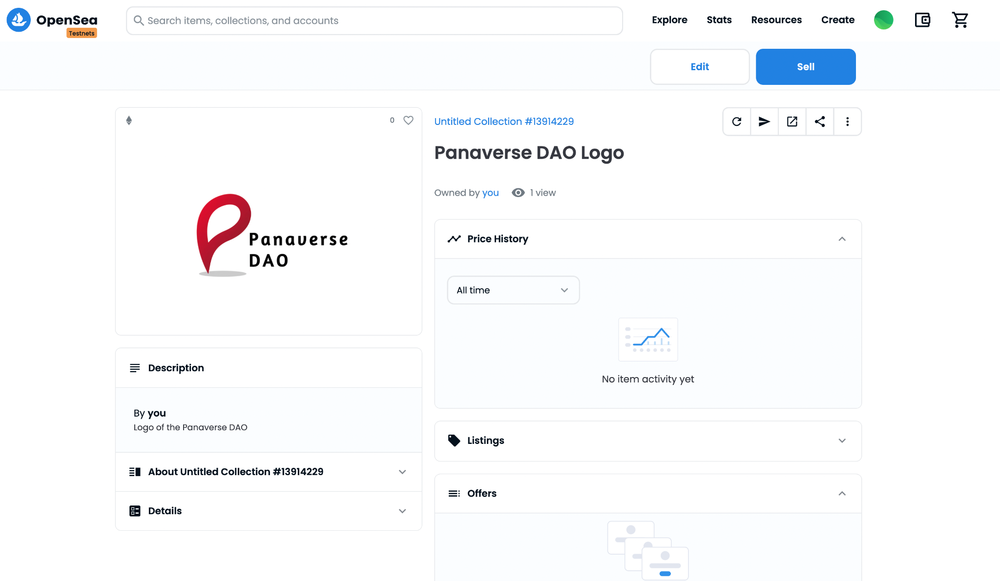 OpenSea
Testnets
Search items, collections, and accounts
Explore
Stats
Resources
Create
Edit
Sell
0
Panaverse
DAO
Description
By you
Logo of the Panaverse DAO
About Untitled Collection #13914229
Details
Untitled Collection #13914229
Panaverse DAO Logo
Owned by you
1 view
Price History
All time
No item activity yet
Listings
Offers